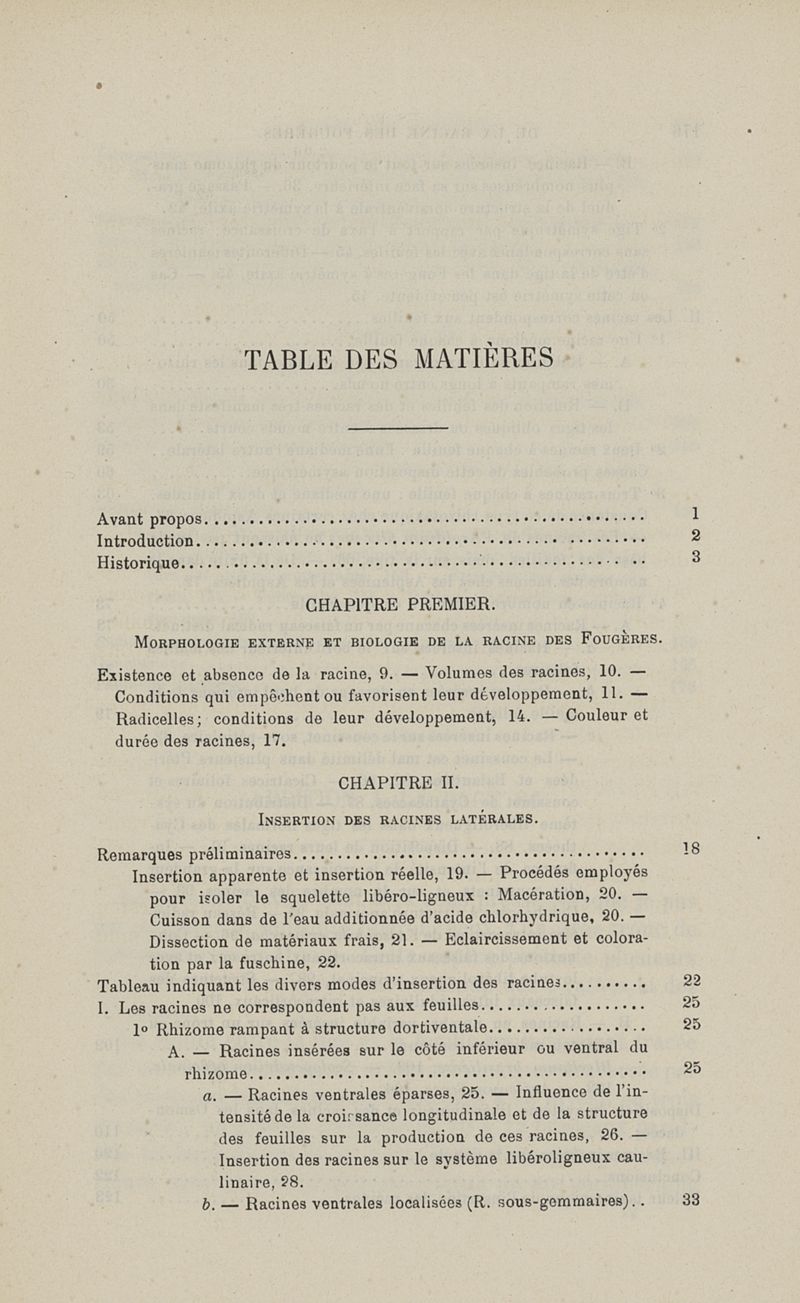 TABLE DES MATIÈRES
Avant propos 1
Introduction 2
Historique 3
CHAPITRE PREMIER.
Morphologie externe et biologie de la racine des Fougères.
Existence et absence de la racine, 9. — Volumes des racines, 10. —
Conditions qui empêchent ou favorisent leur développement, 11. —
Radicelles; conditions de leur développement, 14. — Couleur et
durée des racines, 17.
CHAPITRE II.
Insertion des racines latérales.
Remarques préliminaires 18
Insertion apparente et insertion réelle, 19. — Procédés employés
pour isoler le squelette libéro-ligneux : Macération, 20. —
Cuisson dans de l'eau additionnée d'acide chlorhydrique, 20. —
Dissection de matériaux frais, 21. — Eclaircissement et colora-
tion par la fuschine, 22.
Tableau indiquant les divers modes d'insertion des racines 22
I. Les racines ne correspondent pas aux feuilles 25
1º Rhizome rampant à structure dortiventale 25
A. — Racines insérées sur le côté inférieur ou ventral du
rhizome 25
a. — Racines ventrales éparses, 25. — Influence de l'in-
tensité de la croissance longitudinale et de la structure
des feuilles sur la production de ces racines, 26. —
Insertion des racines sur le système libéroligneux cau-
linaire, 28.
b. — Racines ventrales localisées (R. sous-gemmaires) 33